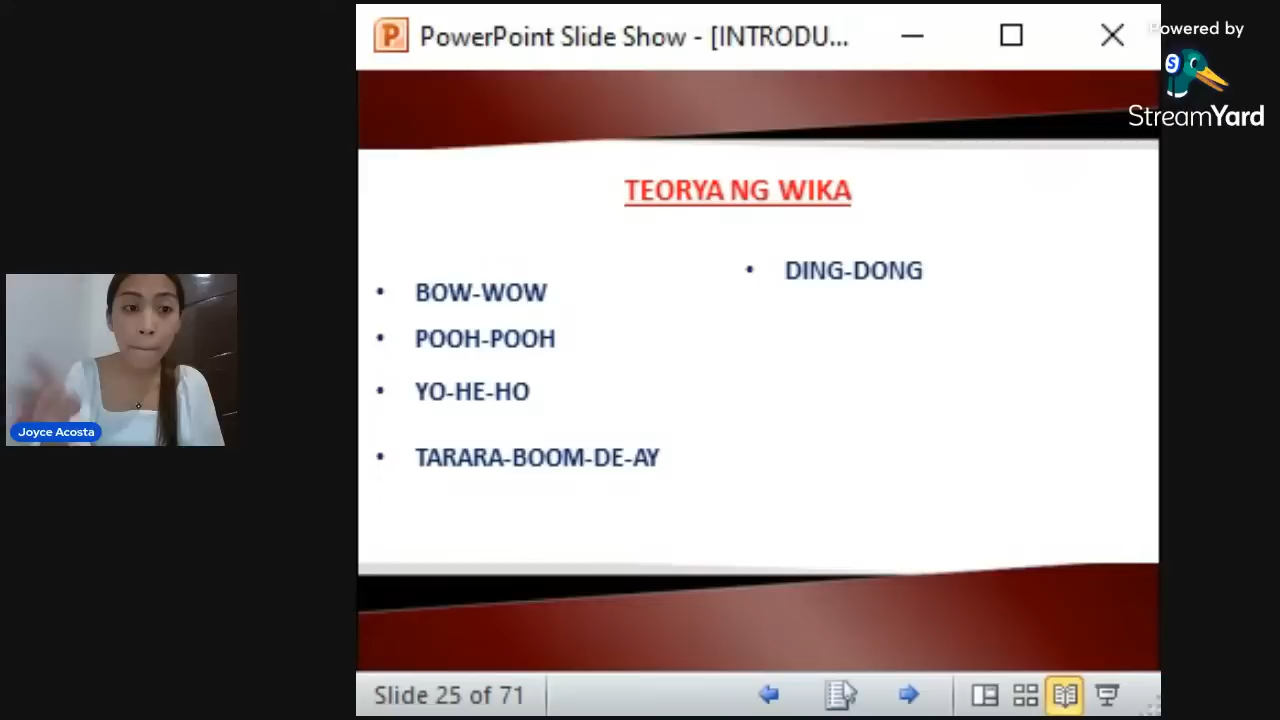 PowerPoint Slide Show - [INTRODU...
Powered by
StreamYard
TEORYA NG WIKA
• BOW-WOW
• POOH-POOH
• YO-HE-HO
• TARARA-BOOM-DE-AY
• DING-DONG
Joyce Acosta
Slide 25 of 71